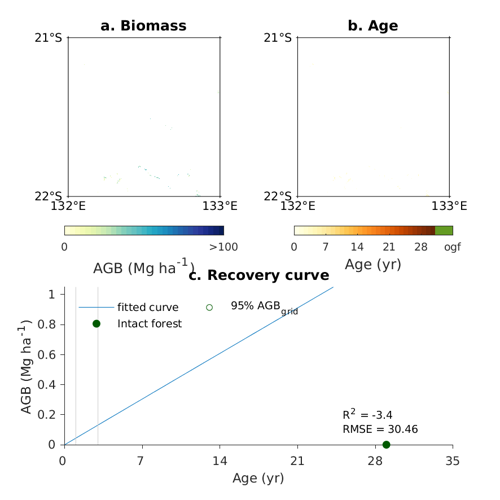 a. Biomass
b. Age
21°S
22°S
132°E
133°E
21°S
22°S
132°E
133°E
0
>100
AGB (Mg ha⁻¹)
0 7 14 21 28 ogf
Age (yr)
c. Recovery curve
AGB (Mg ha⁻¹)
1
0.8
0.6
0.4
0.2
0
fitted curve
Intact forest
95% AGB_grid
R² = -3.4
RMSE = 30.46
0 7 14 21 28 35
Age (yr)